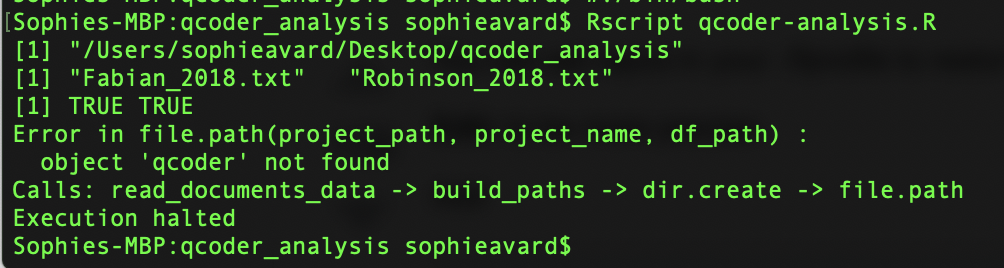 [Sophies-MBP:qcoder_analysis sophieavard$ Rscript qcoder-analysis.R
[1] "/Users/sophieavard/Desktop/qcoder_analysis"
[1] "Fabian_2018.txt"   "Robinson_2018.txt"
[1] TRUE TRUE
Error in file.path(project_path, project_name, df_path) :
  object 'qcoder' not found
Calls: read_documents_data -> build_paths -> dir.create -> file.path
Execution halted
Sophies-MBP:qcoder_analysis sophieavard$